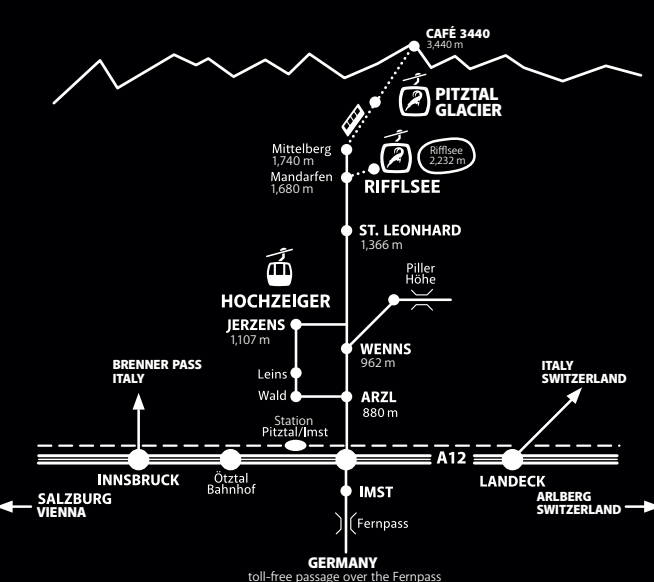 CAFÉ 3440
3,440 m
PITZTAL
GLACIER
Mittelberg
1,740 m
Rifflsee
2,232 m
Mandarfen
1,680 m
RIFFLSEE
ST. LEONHARD
1,366 m
Piller
Höhe
HOCHZEIGER
JERZENS
1,107 m
WENNS
962 m
BRENNER PASS
ITALY
ITALY
SWITZERLAND
Leins
Wald
ARZL
880 m
Station
Pitztal/Imst
A12
INNSBRUCK
Ötztal
Bahnhof
LANDECK
SALZBURG
VIENNA
IMST
ARLBERG
SWITZERLAND
Fernpass
GERMANY
toll-free passage over the Fernpass